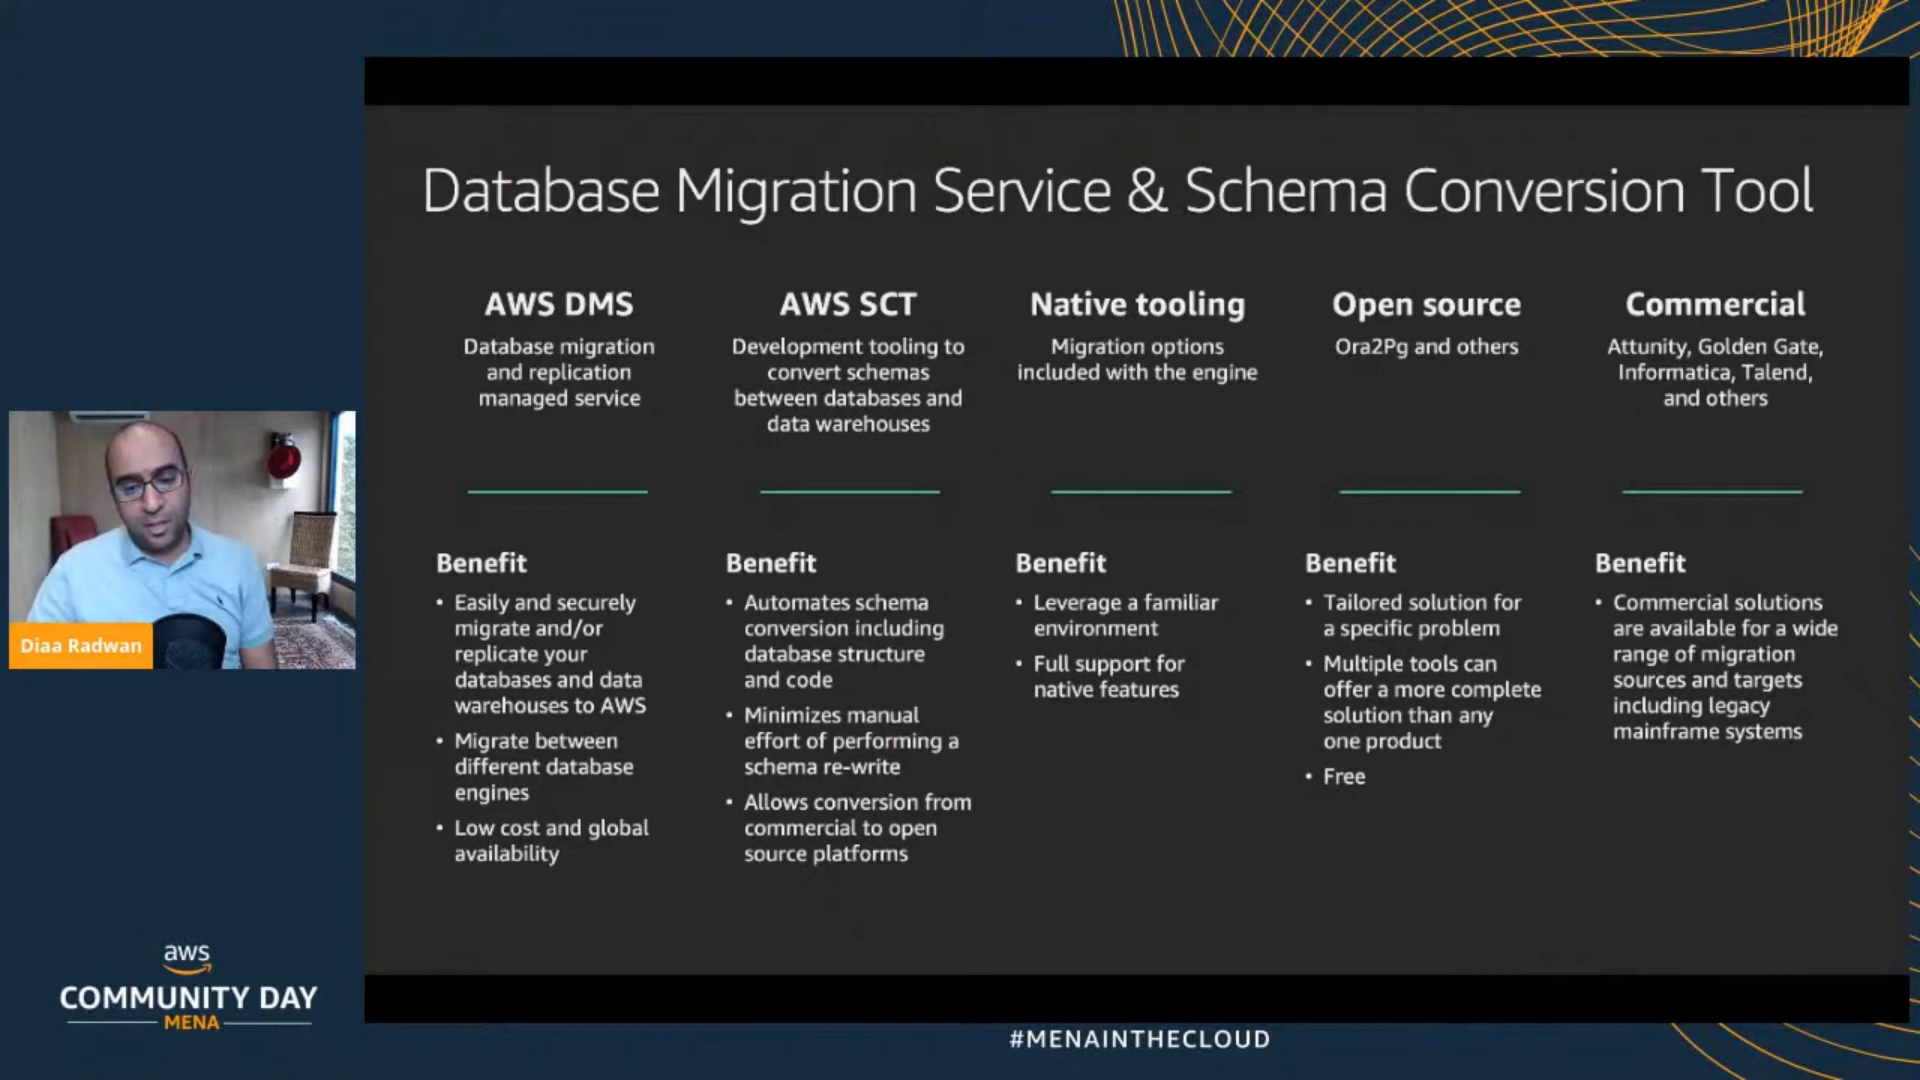 Database Migration Service & Schema Conversion Tool
AWS DMS
Database migration
and replication
managed service
AWS SCT
Development tooling to
convert schemas
between databases and
data warehouses
Native tooling
Migration options
included with the engine
Open source
Ora2Pg and others
Commercial
Attunity, Golden Gate,
Informatica, Talend,
and others
Benefit
• Easily and securely
migrate and/or
replicate your
databases and data
warehouses to AWS
• Migrate between
different database
engines
• Low cost and global
availability
Benefit
• Automates schema
conversion including
database structure
and code
• Minimizes manual
effort of performing a
schema re-write
• Allows conversion from
commercial to open
source platforms
Benefit
• Leverage a familiar
environment
• Full support for
native features
Benefit
• Tailored solution for
a specific problem
• Multiple tools can
offer a more complete
solution than any
one product
• Free
Benefit
• Commercial solutions
are available for a wide
range of migration
sources and targets
including legacy
mainframe systems
Diaa Radwan
aws
COMMUNITY DAY
MENA
#MENAINTHECLOUD